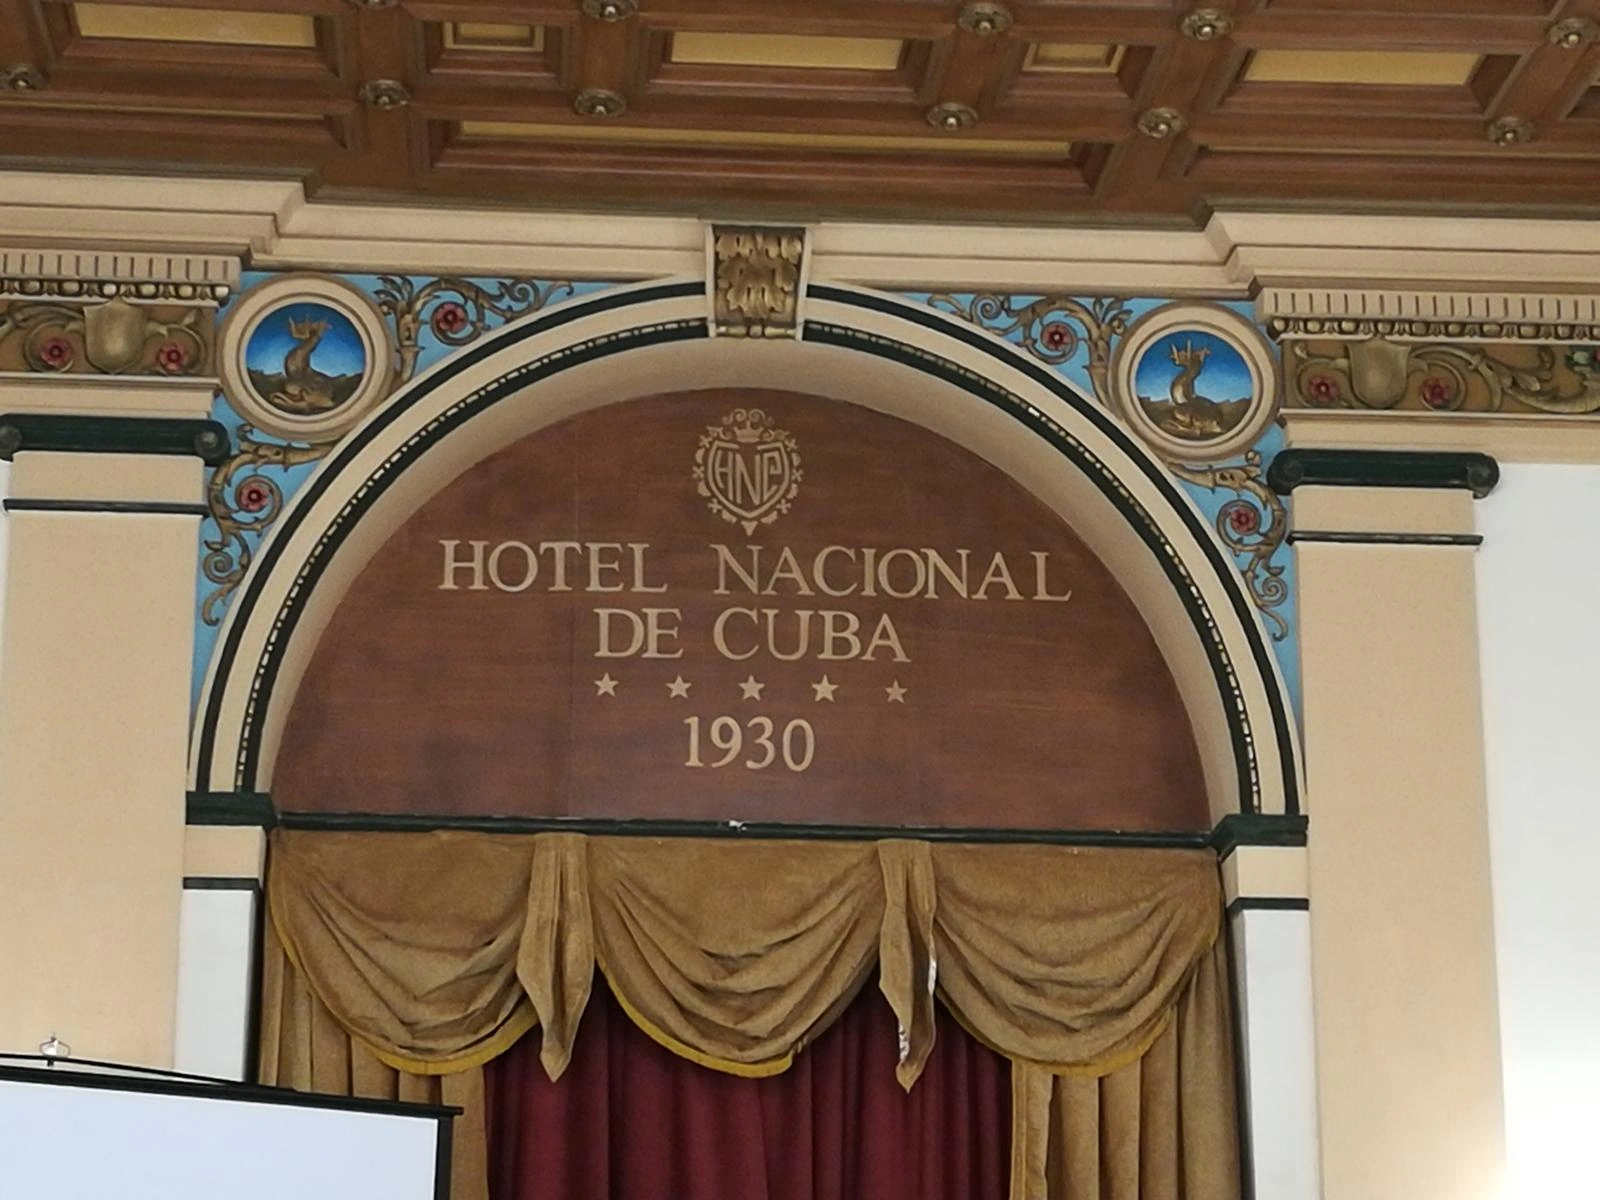 HNC
HOTEL NACIONAL
DE CUBA
★ ★ ★ ★ ★
1930